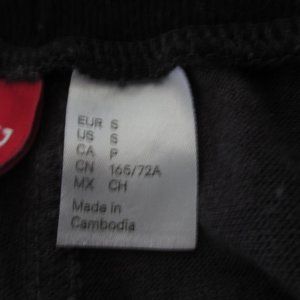 EUR S
US S
CA P
CN 165/72A
MX CH
Made in
Cambodia